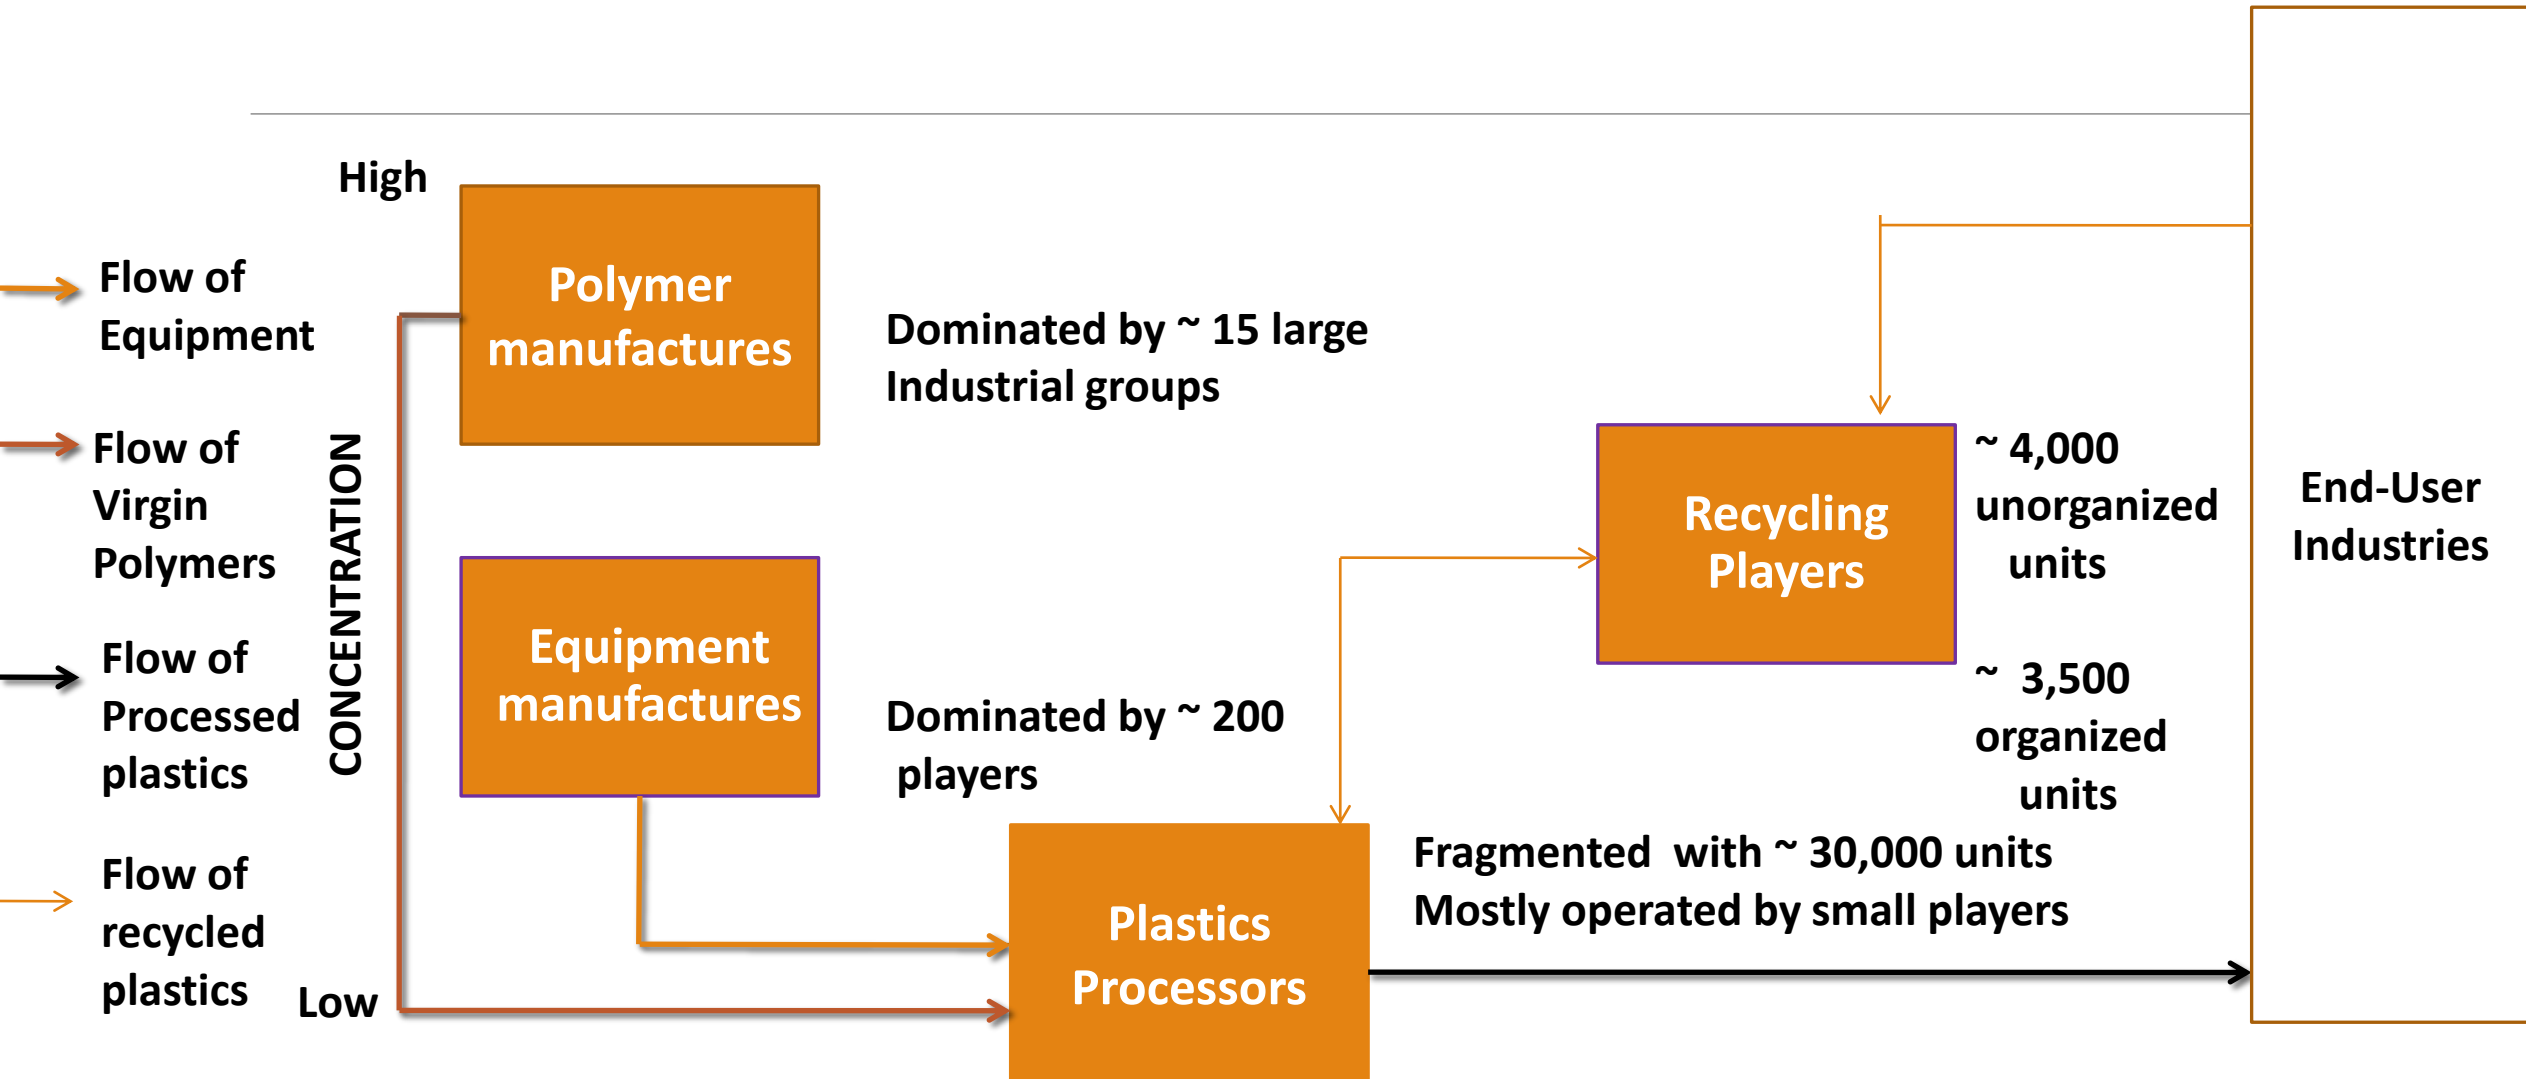 High
Flow of
Equipment
Flow of
Virgin
Polymers
Flow of
Processed
plastics
Flow of
recycled
plastics
CONCENTRATION
Low
Polymer
manufactures
Dominated by ~ 15 large
Industrial groups
Equipment
manufactures
Dominated by ~ 200
players
Plastics
Processors
Fragmented  with ~ 30,000 units
Mostly operated by small players
Recycling
Players
~ 4,000
unorganized
units
~  3,500
organized
units
End-User
Industries